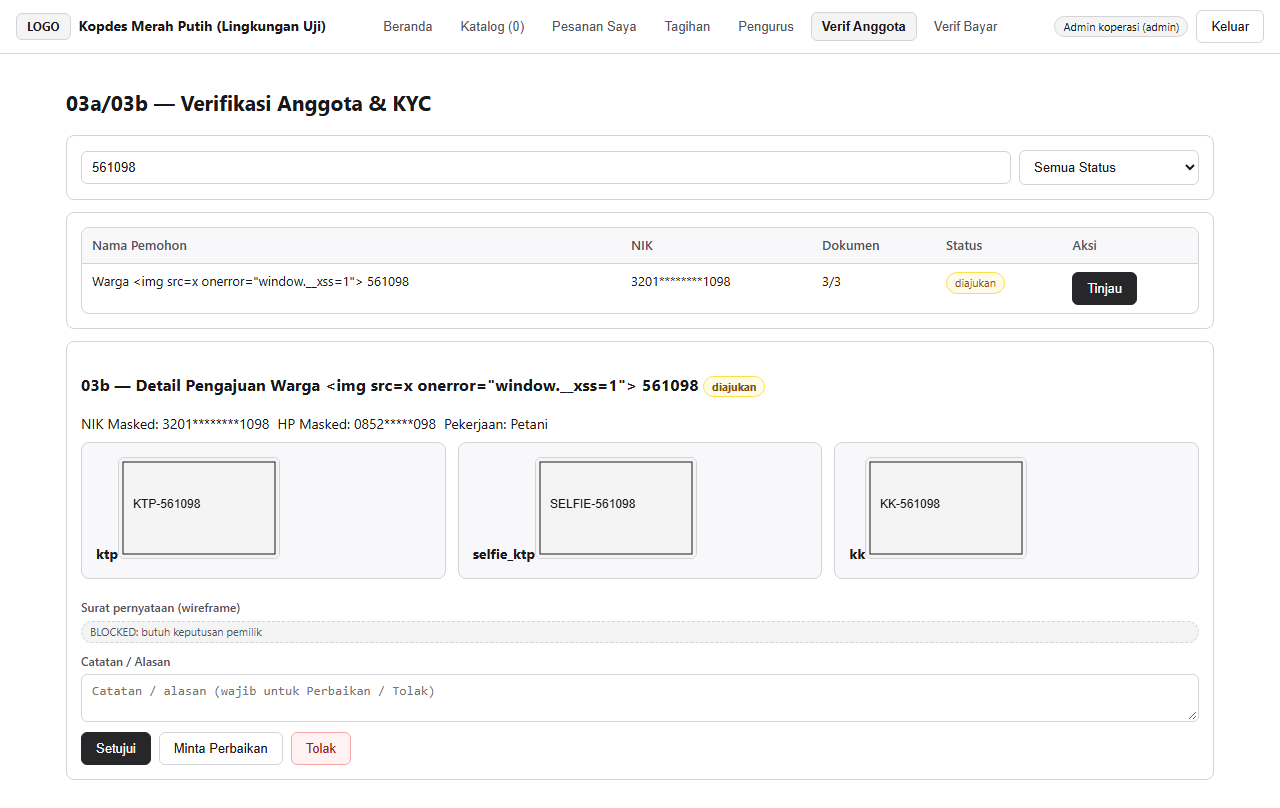 LOGO Kopdes Merah Putih (Lingkungan Uji) Beranda Katalog (0) Pesanan Saya Tagihan Pengurus Verif Anggota Verif Bayar Admin koperasi (admin) Keluar
03a/03b — Verifikasi Anggota & KYC
561098 Semua Status
Nama Pemohon NIK Dokumen Status Aksi
Warga <img src=x onerror="window.__xss=1"> 561098 3201********1098 3/3 diajukan Tinjau
03b — Detail Pengajuan Warga <img src=x onerror="window.__xss=1"> 561098 diajukan
NIK Masked: 3201********1098 HP Masked: 0852*****098 Pekerjaan: Petani
KTP-561098 SELFIE-561098 KK-561098
ktp selfie_ktp kk
Surat pernyataan (wireframe)
BLOCKED: butuh keputusan pemilik
Catatan / Alasan
Catatan / alasan (wajib untuk Perbaikan / Tolak)
Setujui Minta Perbaikan Tolak